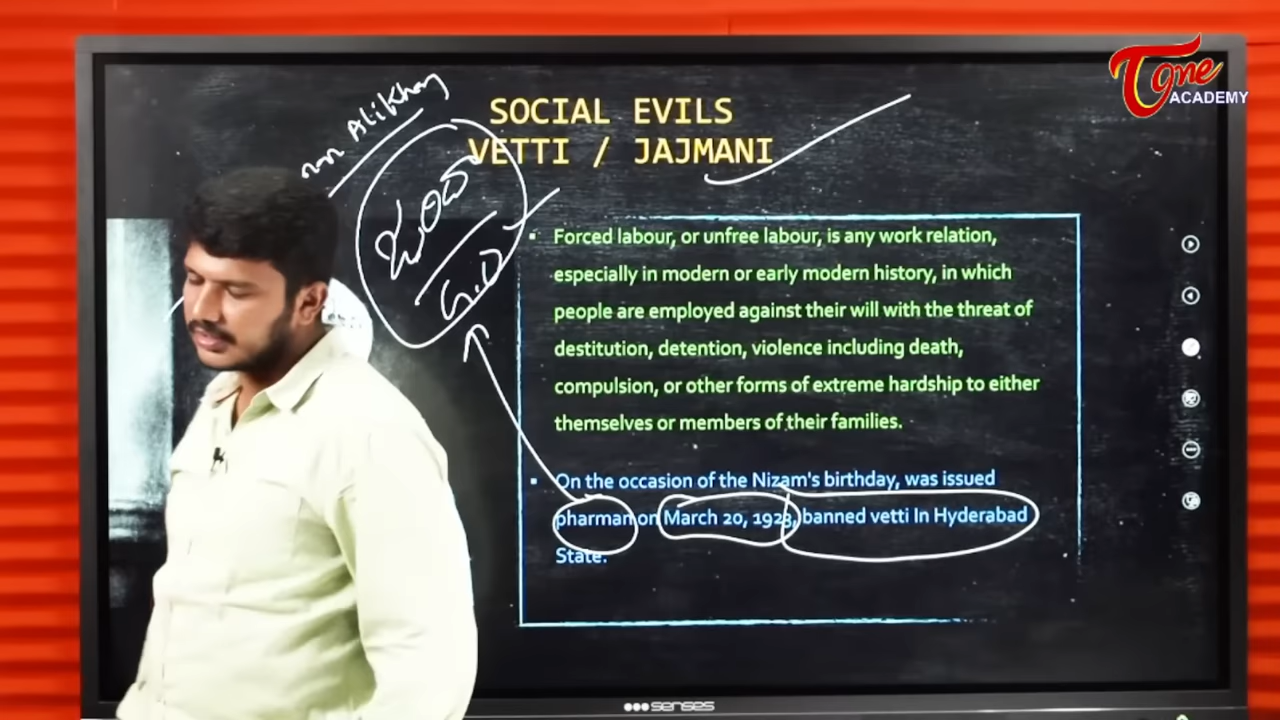 Tone
ACADEMY
Ali Khan
SOCIAL EVILS
VETTI / JAJMANI
Forced labour, or unfree labour, is any work relation,
especially in modern or early modern history, in which
people are employed against their will with the threat of
destitution, detention, violence including death,
compulsion, or other forms of extreme hardship to either
themselves or members of their families.
On the occasion of the Nizam's birthday, was issued
pharman on March 20, 1923, banned vetti In Hyderabad
State.
senses